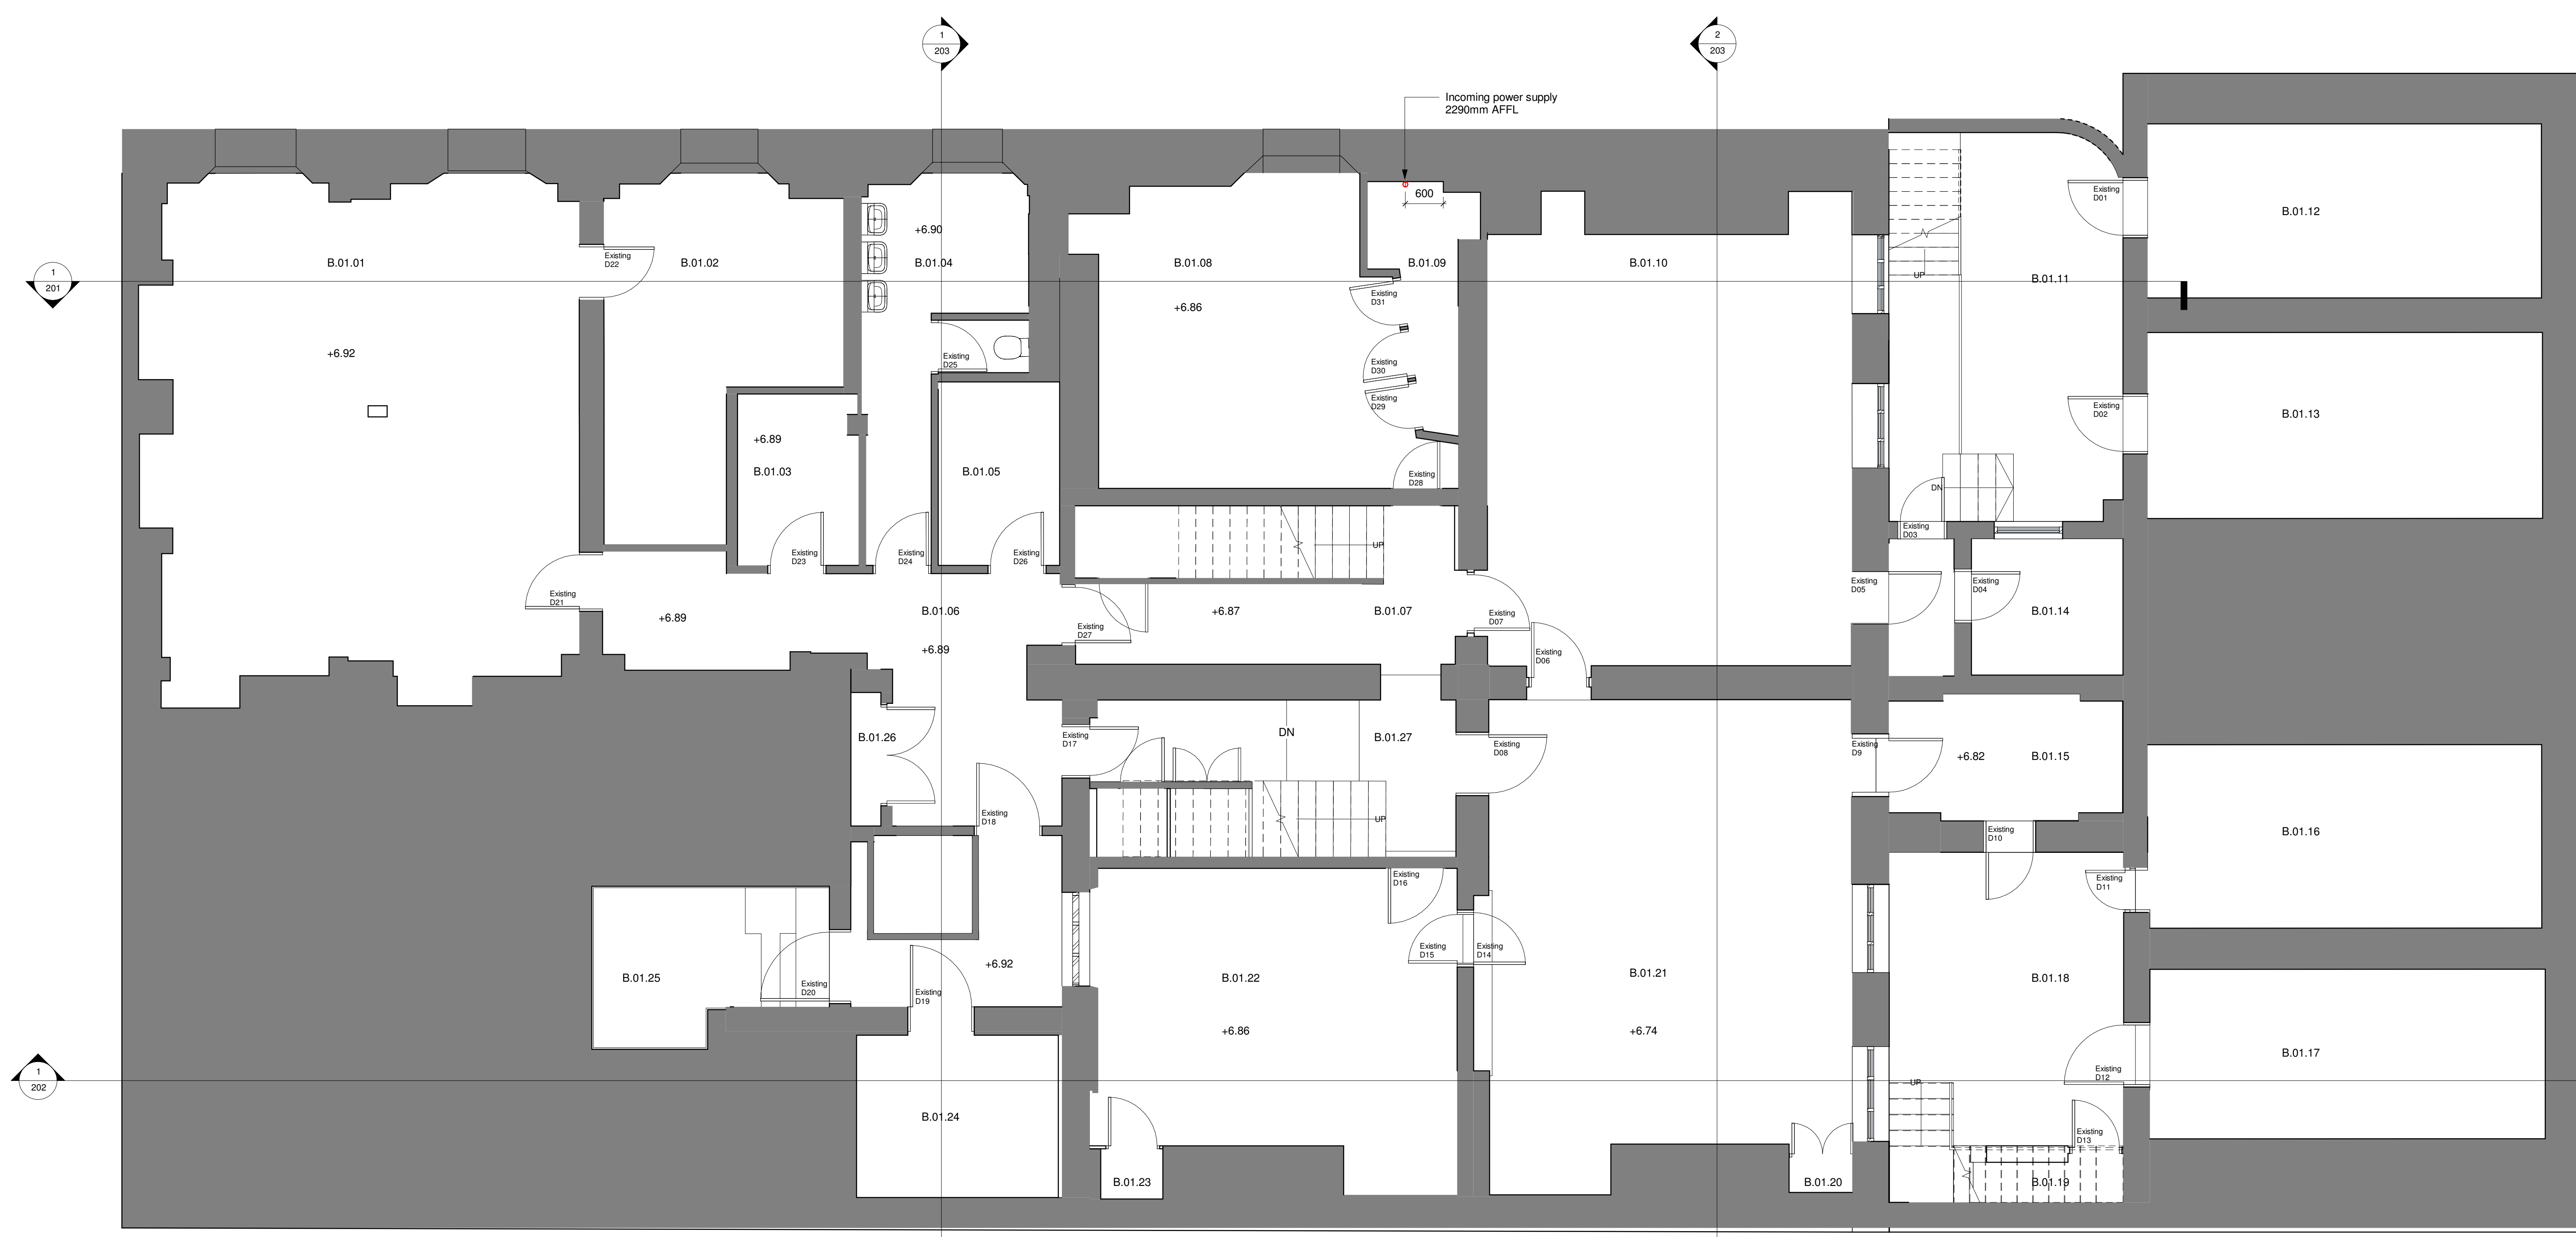 1
203
2
203
Incoming power supply
2290mm AFFL
600
Existing
D01
B.01.12
+6.90
Existing
D22
B.01.01
B.01.02
B.01.04
B.01.08
B.01.09
B.01.10
UP
B.01.11
1
201
Existing
D31
+6.86
+6.92
Existing
D25
Existing
D30
Existing
D29
Existing
D02
B.01.13
+6.89
B.01.03
B.01.05
Existing
D28
DN
Existing
D03
UP
Existing
D23
Existing
D24
Existing
D26
Existing
D05
Existing
D04
Existing
D21
B.01.06
+6.87
B.01.07
Existing
D07
B.01.14
+6.89
Existing
D27
+6.89
Existing
D06
B.01.26
Existing
D17
DN
B.01.27
Existing
D08
Existing
D9
+6.82
B.01.15
Existing
D18
UP
Existing
D10
B.01.16
Existing
D16
Existing
D11
Existing
D15
Existing
D14
+6.92
B.01.25
Existing
D20
Existing
D19
B.01.22
B.01.21
B.01.18
+6.86
+6.74
B.01.17
1
202
Existing
D12
UP
B.01.24
Existing
D13
B.01.23
B.01.20
B.01.19